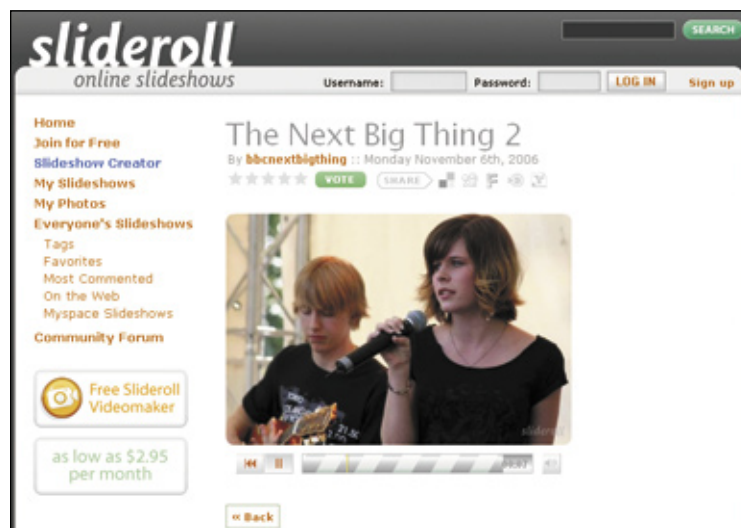 slideroll
SEARCH
online slideshows
Username:
Password:
LOG IN
Sign up
Home
Join for Free
Slideshow Creator
My Slideshows
My Photos
Everyone's Slideshows
Tags
Favorites
Most Commented
On the Web
Myspace Slideshows
Community Forum
Free Slideroll
Videomaker
as low as $2.95
per month
The Next Big Thing 2
By bbcnextbigthing :: Monday November 6th, 2006
VOTE
SHARE
slideroll
« Back